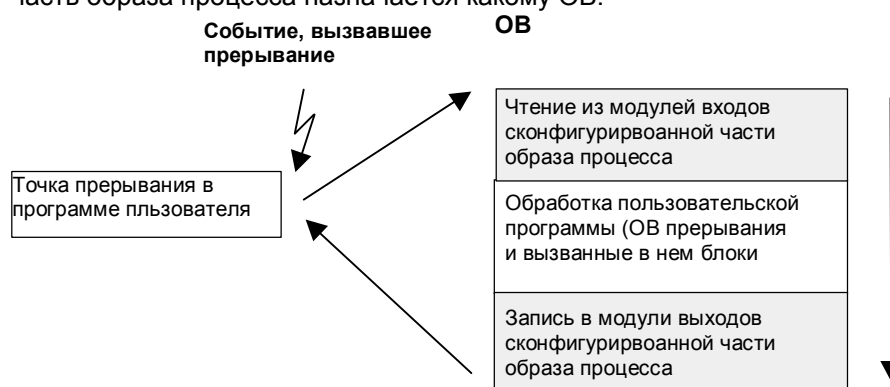 часть образа процесса назначается какому ОВ.
Событие, вызвавшее
прерывание
ОВ
Чтение из модулей входов
сконфигурирвоанной части
образа процесса
Точка прерывания в
программе пльзователя
Обработка пользовательской
программы (ОВ прерывания
и вызванные в нем блоки
Запись в модули выходов
сконфигурирвоанной части
образа процесса